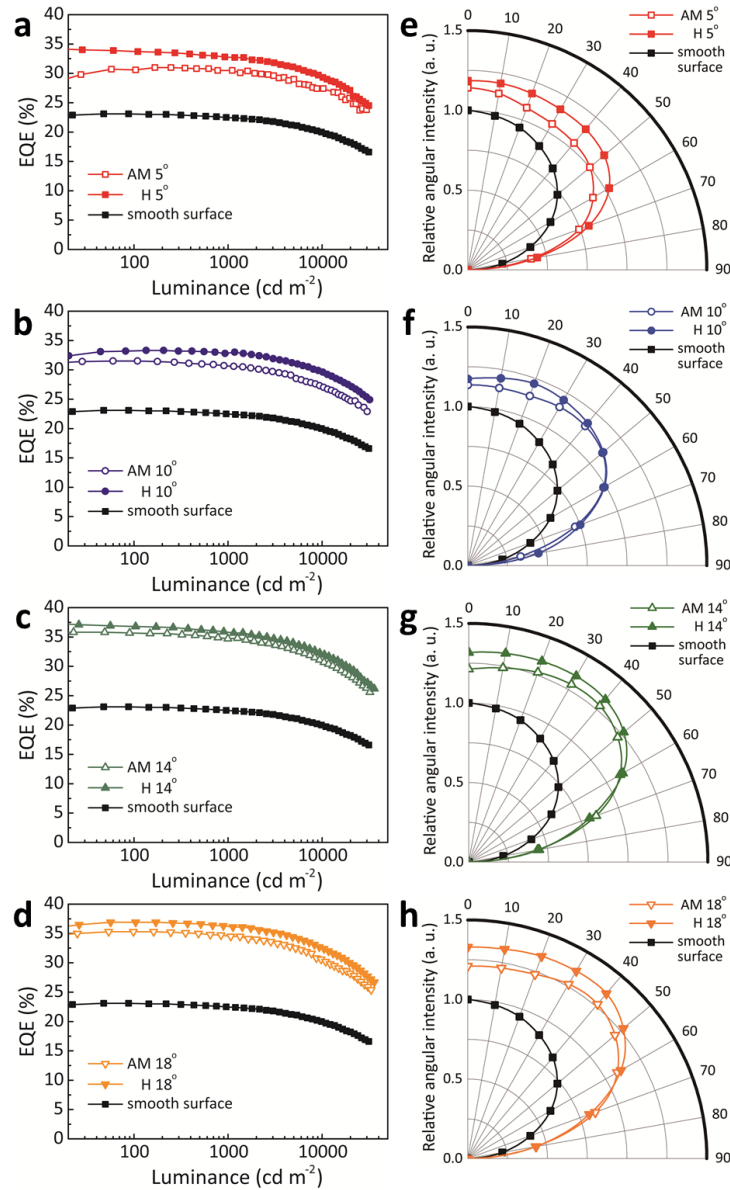 a
EQE (%)
40
35
30
25
20
15
10
5
0
AM 5°
H 5°
smooth surface
100 1000 10000
Luminance (cd m⁻²)
e
Relative angular intensity (a. u.)
1.5
1.0
0.5
0.0
0 10 20 30 40 50 60 70 80 90
AM 5°
H 5°
smooth
surface
b
EQE (%)
40
35
30
25
20
15
10
5
0
AM 10°
H 10°
smooth surface
100 1000 10000
Luminance (cd m⁻²)
f
Relative angular intensity (a. u.)
1.5
1.0
0.5
0.0
0 10 20 30 40 50 60 70 80 90
AM 10°
H 10°
smooth
surface
c
EQE (%)
40
35
30
25
20
15
10
5
0
AM 14°
H 14°
smooth surface
100 1000 10000
Luminance (cd m⁻²)
g
Relative angular intensity (a. u.)
1.5
1.0
0.5
0.0
0 10 20 30 40 50 60 70 80 90
AM 14°
H 14°
smooth
surface
d
EQE (%)
40
35
30
25
20
15
10
5
0
AM 18°
H 18°
smooth surface
100 1000 10000
Luminance (cd m⁻²)
h
Relative angular intensity (a. u.)
1.5
1.0
0.5
0.0
0 10 20 30 40 50 60 70 80 90
AM 18°
H 18°
smooth
surface